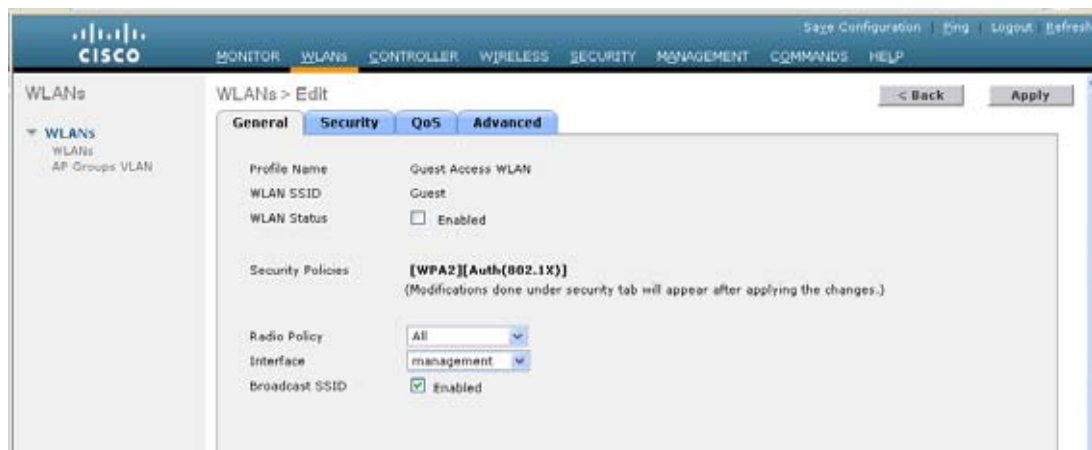 Save Configuration | Ping | Logout | Refresh
CISCO
MONITOR WLANs CONTROLLER WIRELESS SECURITY MANAGEMENT COMMANDS HELP
WLANs
WLANs
WLANs
AP Groups VLAN
WLANs > Edit
< Back
Apply
General Security QoS Advanced
Profile Name Guest Access WLAN
WLAN SSID Guest
WLAN Status Enabled
Security Policies [WPA2][Auth(802.1X)]
(Modifications done under security tab will appear after applying the changes.)
Radio Policy All
Interface management
Broadcast SSID Enabled